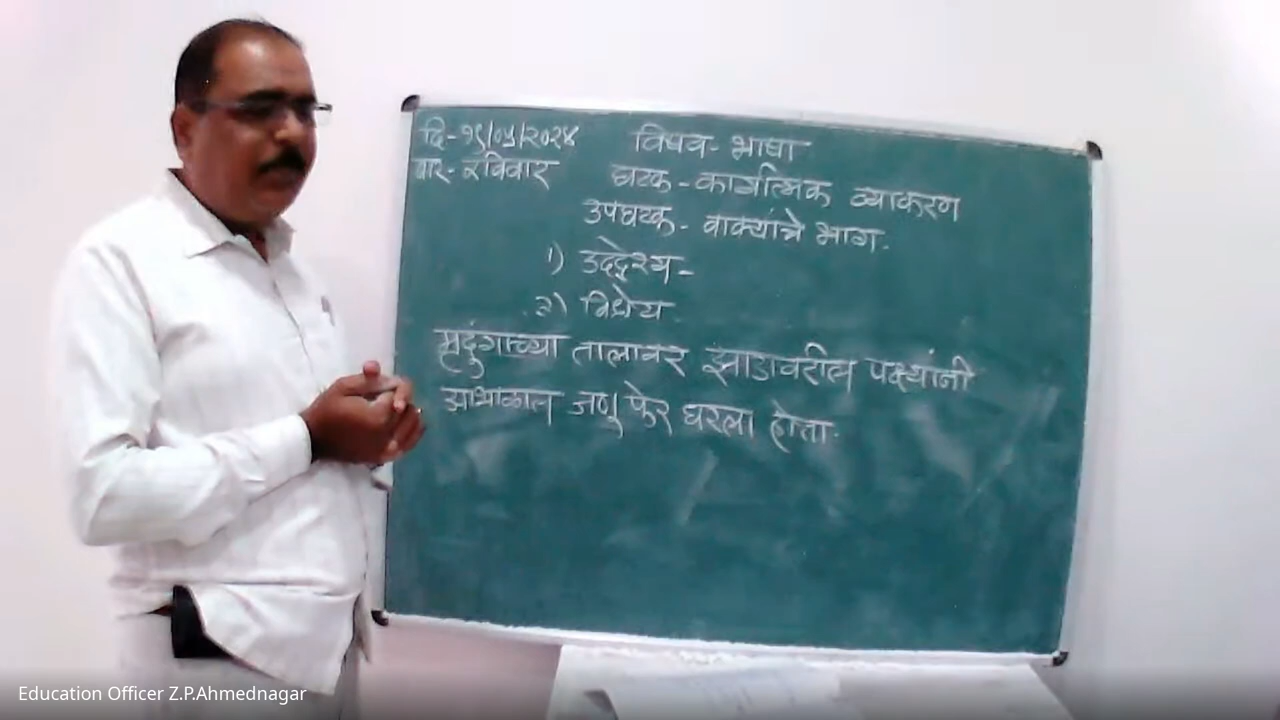 दि-१९/०५/२०२४
वार-रविवार
विषय- भाषा
घटक - कार्यात्मिक व्याकरण
उपघटक- वाक्यांचे भाग.
१) उद्देश्य-
२) विधेय
मृदुंगाच्या तालावर झाडावरील पक्ष्यांनी
आभाळात जणु फेर धरला होता.
Education Officer Z.P.Ahmednagar